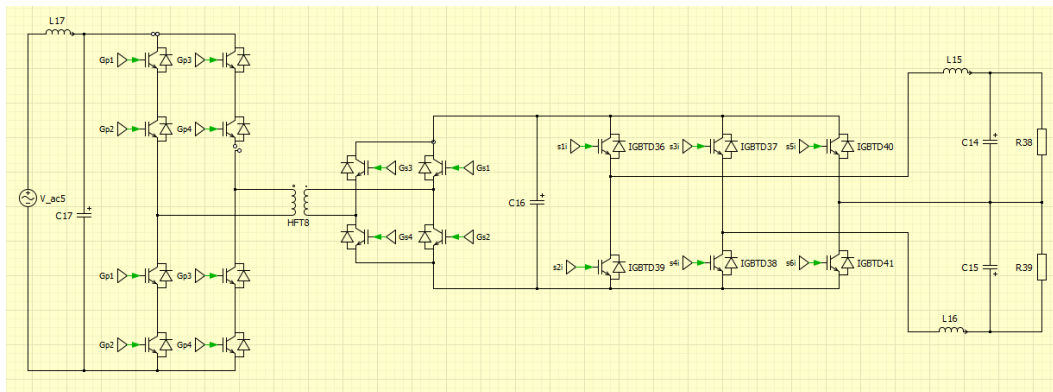 L17
Gp1
Gp3
Gp2
Gp4
V_ac5
C17
HFT8
Gp1
Gp3
Gp2
Gp4
Gs3
Gs1
Gs4
Gs2
C16
s1i
IGBTD36
s3i
IGBTD37
s5i
IGBTD40
s2i
IGBTD39
s4i
IGBTD38
s6i
IGBTD41
L15
C14
R38
C15
R39
L16